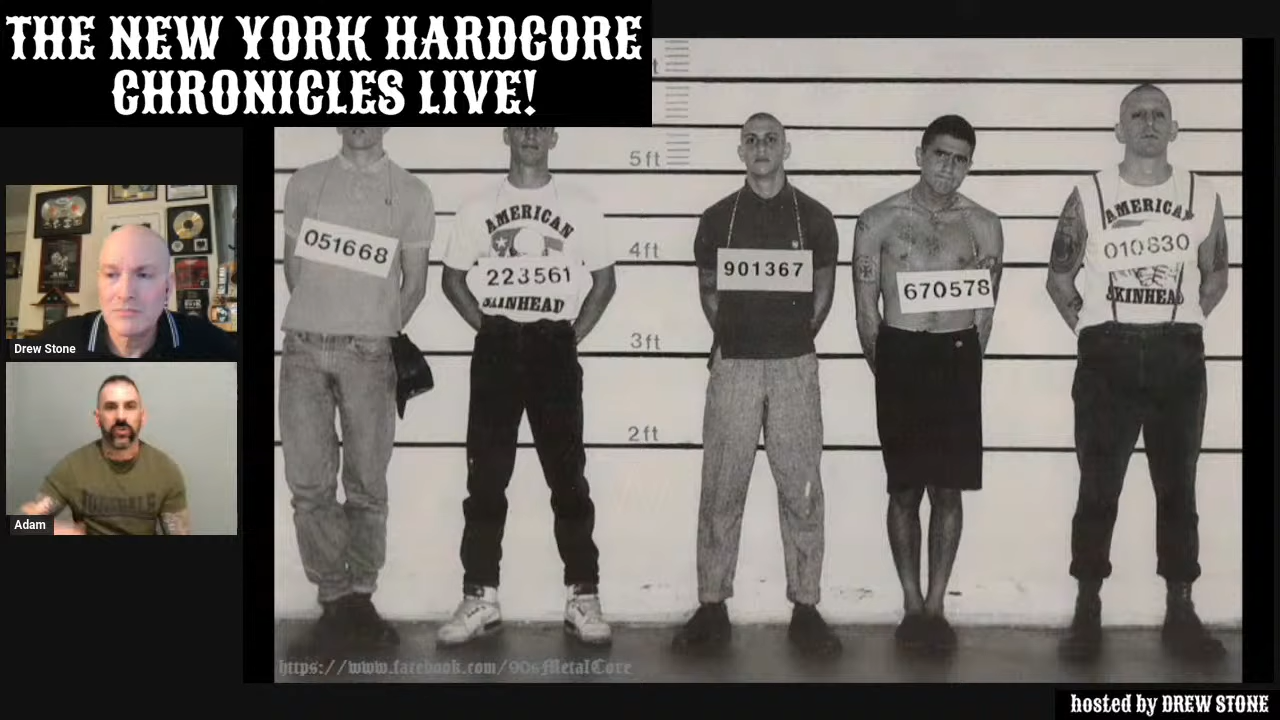 THE NEW YORK HARDCORE
CHRONICLES LIVE!
5ft
4ft
3ft
2ft
051668
AMERICAN
223561
SKINHEAD
901367
670578
AMERICAN
010830
SKINHEAD
Drew Stone
Adam
https://www.facebook.com/90sMetalCore
hosted by DREW STONE